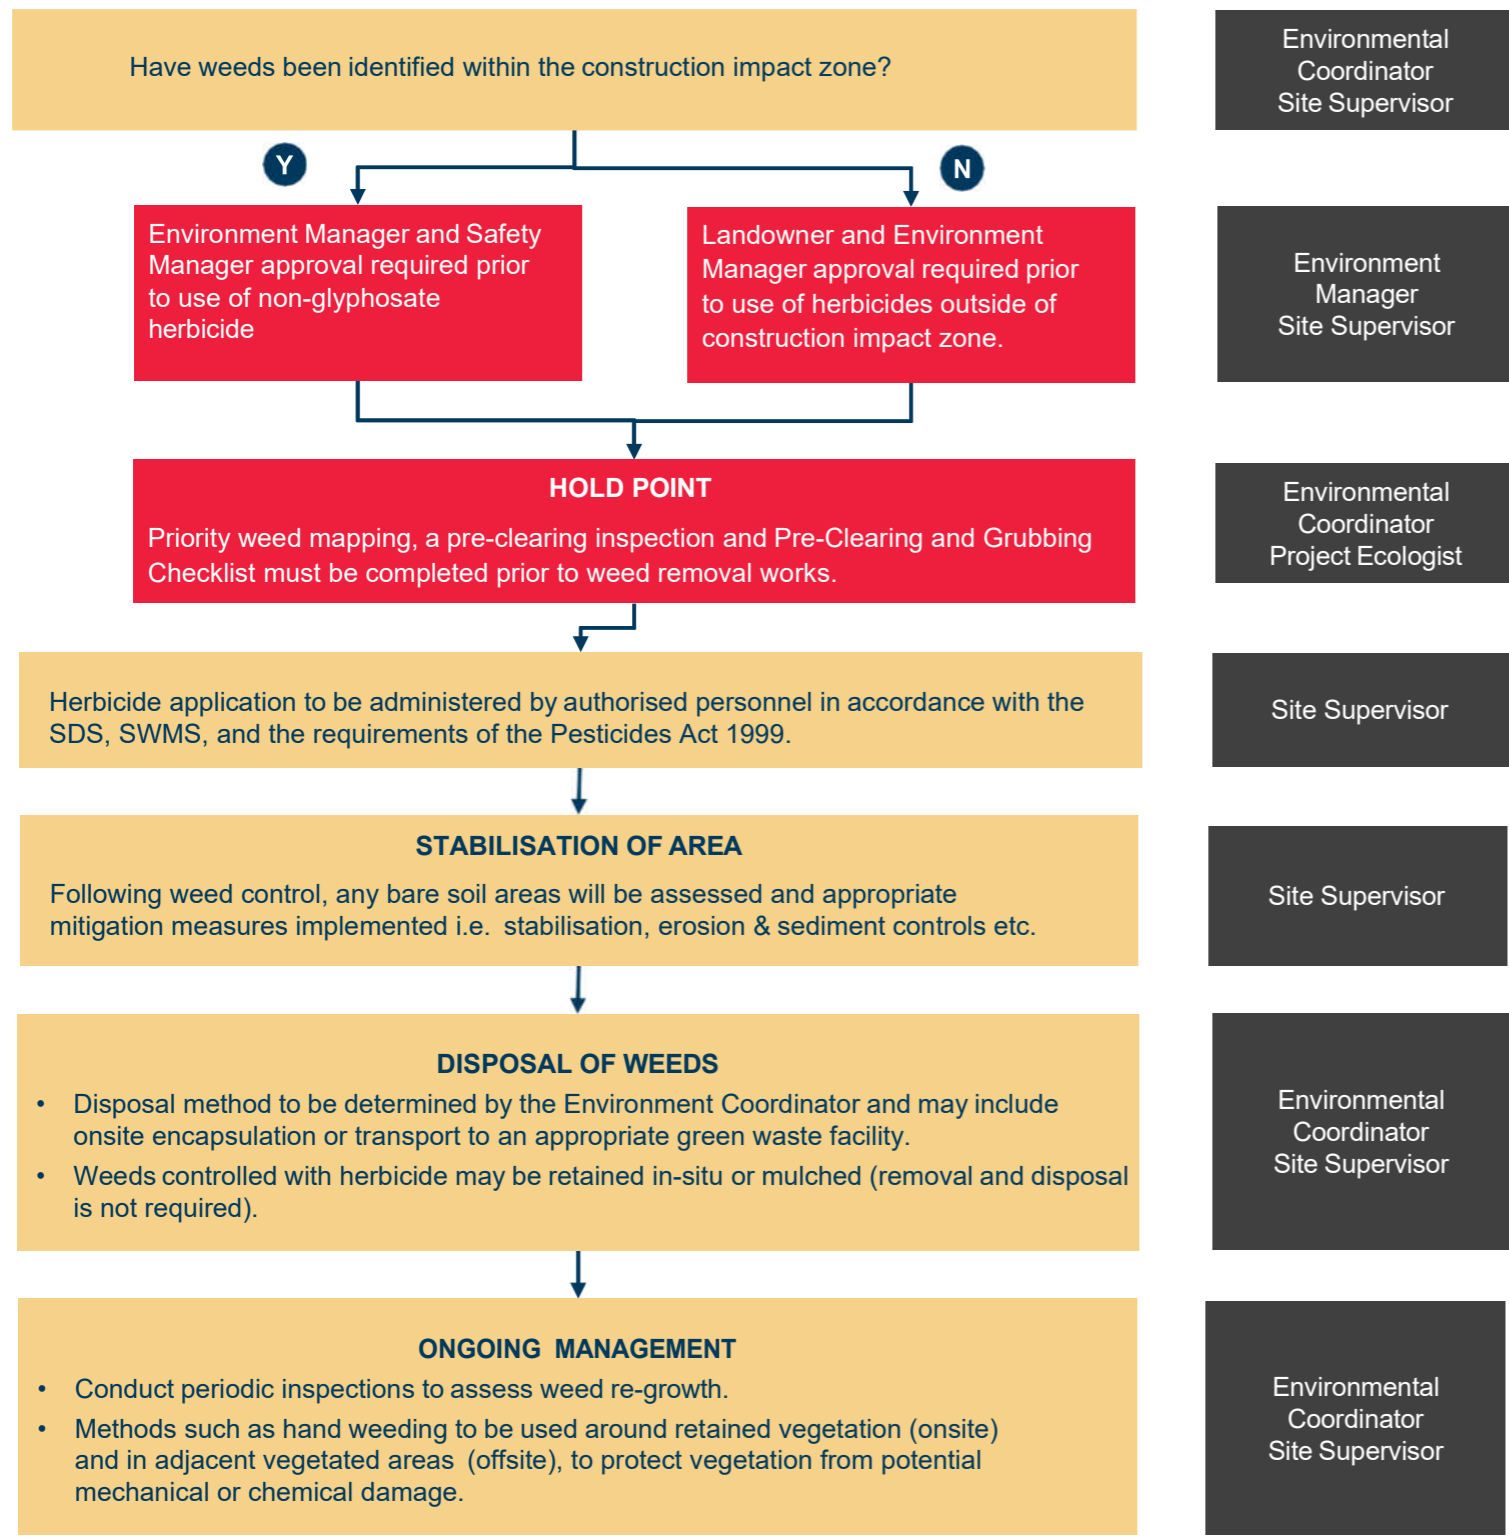 Have weeds been identified within the construction impact zone?
Environmental
Coordinator
Site Supervisor
Y
N
Environment Manager and Safety
Manager approval required prior
to use of non-glyphosate
herbicide
Landowner and Environment
Manager approval required prior
to use of herbicides outside of
construction impact zone.
Environment
Manager
Site Supervisor
HOLD POINT
Priority weed mapping, a pre-clearing inspection and Pre-Clearing and Grubbing
Checklist must be completed prior to weed removal works.
Environmental
Coordinator
Project Ecologist
Herbicide application to be administered by authorised personnel in accordance with the
SDS, SWMS, and the requirements of the Pesticides Act 1999.
Site Supervisor
STABILISATION OF AREA
Following weed control, any bare soil areas will be assessed and appropriate
mitigation measures implemented i.e. stabilisation, erosion & sediment controls etc.
Site Supervisor
DISPOSAL OF WEEDS
• Disposal method to be determined by the Environment Coordinator and may include
onsite encapsulation or transport to an appropriate green waste facility.
• Weeds controlled with herbicide may be retained in-situ or mulched (removal and disposal
is not required).
Environmental
Coordinator
Site Supervisor
ONGOING MANAGEMENT
• Conduct periodic inspections to assess weed re-growth.
• Methods such as hand weeding to be used around retained vegetation (onsite)
and in adjacent vegetated areas (offsite), to protect vegetation from potential
mechanical or chemical damage.
Environmental
Coordinator
Site Supervisor